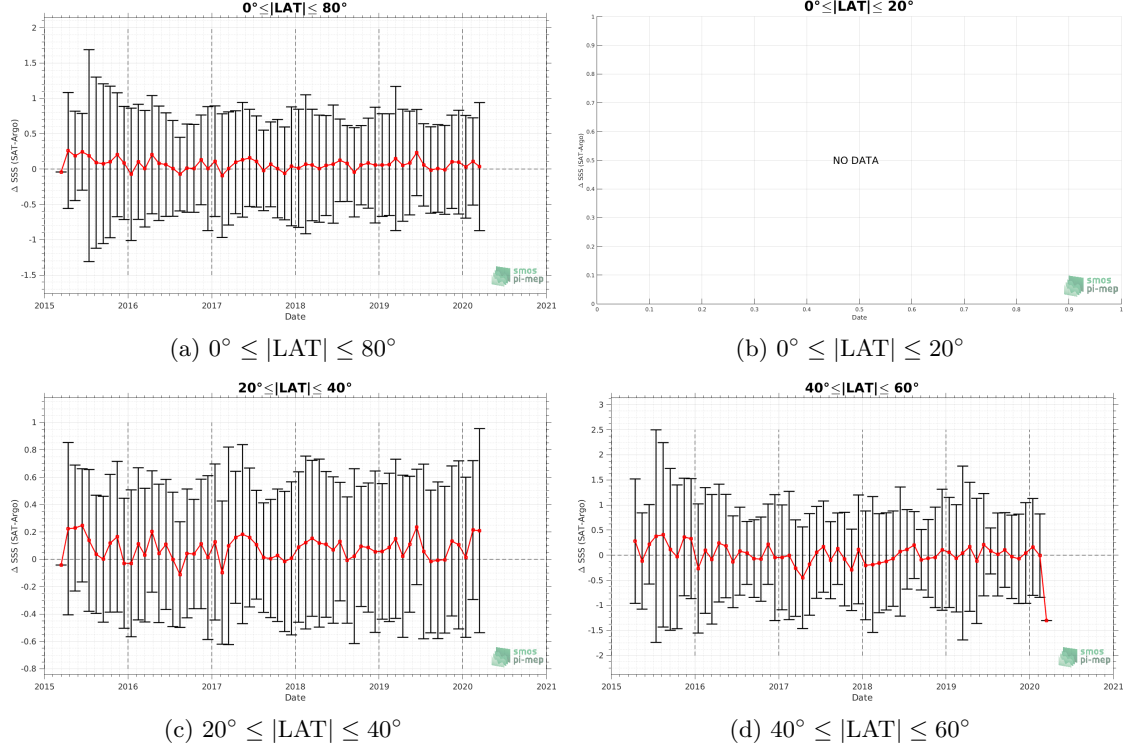 0°≤|LAT|≤ 80°
2
1.5
1
0.5
0
-0.5
-1
-1.5
Δ SSS (SAT-Argo)
2015 2016 2017 2018 2019 2020 2021
Date
smos
pi-mep
(a) 0° ≤ |LAT| ≤ 80°
0°≤|LAT|≤ 20°
1
0.9
0.8
0.7
0.6
0.5
0.4
0.3
0.2
0.1
0
Δ SSS (SAT-Argo)
NO DATA
0 0.1 0.2 0.3 0.4 0.5 0.6 0.7 0.8 0.9 1
Date
smos
pi-mep
(b) 0° ≤ |LAT| ≤ 20°
20°≤|LAT|≤ 40°
1
0.8
0.6
0.4
0.2
0
-0.2
-0.4
-0.6
-0.8
Δ SSS (SAT-Argo)
2015 2016 2017 2018 2019 2020 2021
Date
smos
pi-mep
(c) 20° ≤ |LAT| ≤ 40°
40°≤|LAT|≤ 60°
3
2.5
2
1.5
1
0.5
0
-0.5
-1
-1.5
-2
Δ SSS (SAT-Argo)
2015 2016 2017 2018 2019 2020 2021
Date
smos
pi-mep
(d) 40° ≤ |LAT| ≤ 60°